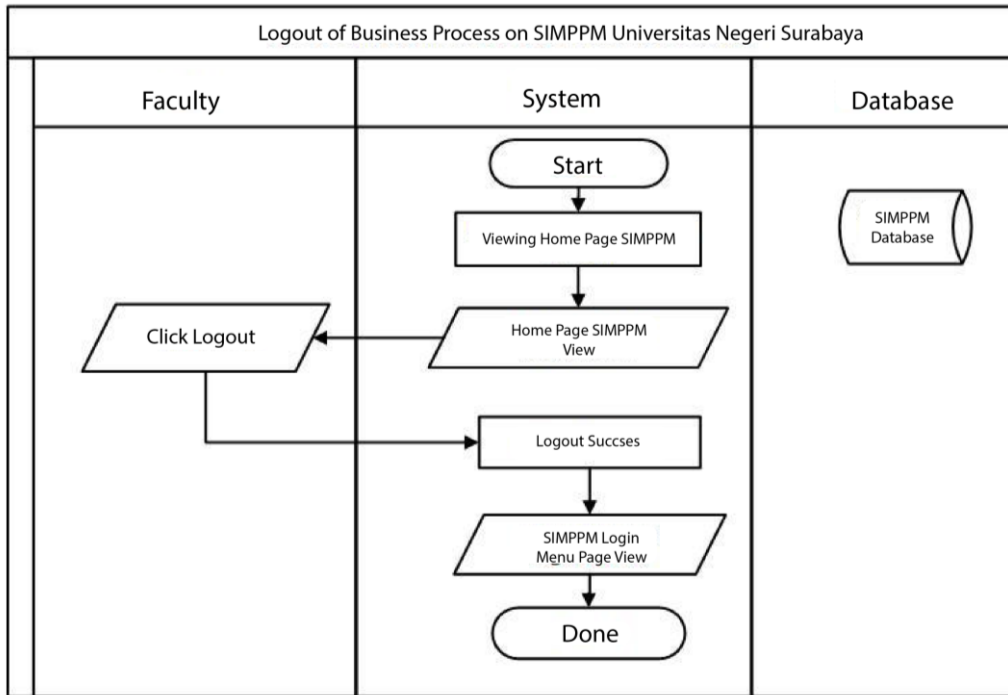 Logout of Business Process on SIMPPM Universitas Negeri Surabaya
Faculty
System
Database
Start
Viewing Home Page SIMPPM
SIMPPM
Database
Click Logout
Home Page SIMPPM
View
Logout Succses
SIMPPM Login
Menu Page View
Done